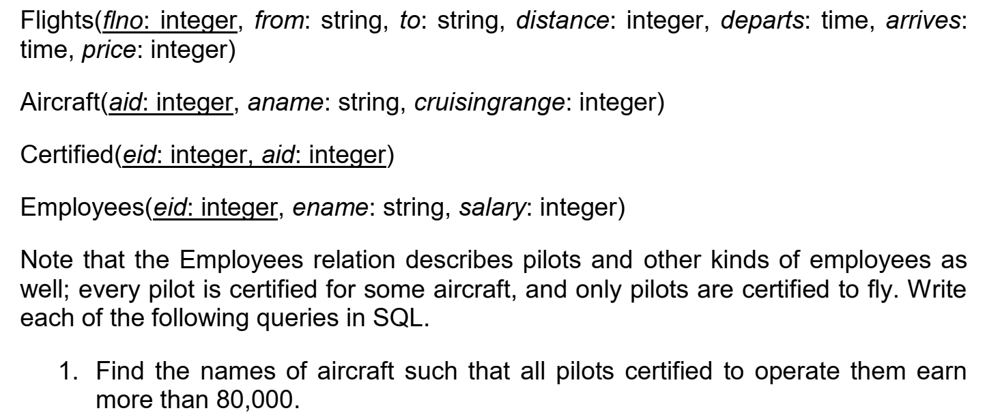 Flights(flno: integer, from: string, to: string, distance: integer, departs: time, arrives:
time, price: integer)
Aircraft(aid: integer, aname: string, cruisingrange: integer)
Certified(eid: integer, aid: integer)
Employees(eid: integer, ename: string, salary: integer)
Note that the Employees relation describes pilots and other kinds of employees as
well; every pilot is certified for some aircraft, and only pilots are certified to fly. Write
each of the following queries in SQL.
1. Find the names of aircraft such that all pilots certified to operate them earn
more than 80,000.